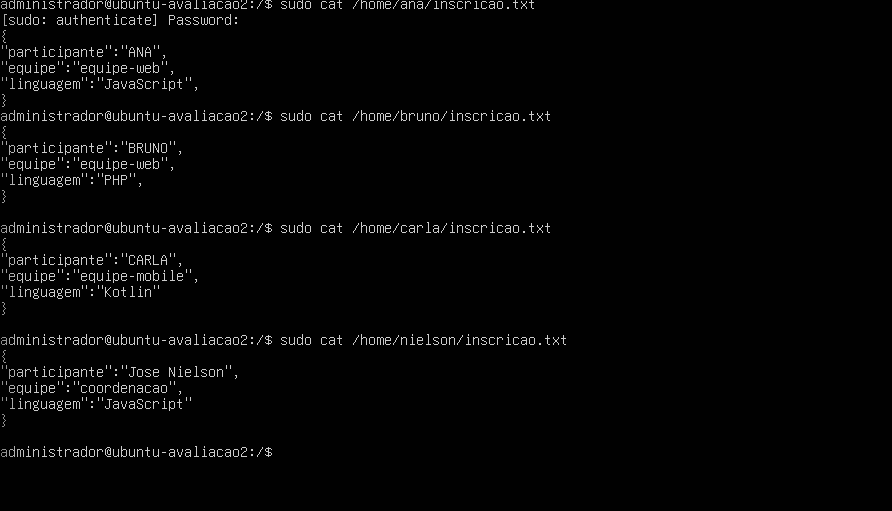 administrador@ubuntu-avaliacao2:/$ sudo cat /home/ana/inscricao.txt
[sudo: authenticate] Password:
{
"participante":"ANA",
"equipe":"equipe-web",
"linguagem":"JavaScript",
}
administrador@ubuntu-avaliacao2:/$ sudo cat /home/bruno/inscricao.txt
{
"participante":"BRUNO",
"equipe":"equipe-web",
"linguagem":"PHP",
}
administrador@ubuntu-avaliacao2:/$ sudo cat /home/carla/inscricao.txt
{
"participante":"CARLA",
"equipe":"equipe-mobile",
"linguagem":"Kotlin"
}
administrador@ubuntu-avaliacao2:/$ sudo cat /home/nielson/inscricao.txt
{
"participante":"Jose Nielson",
"equipe":"coordenacao",
"linguagem":"JavaScript"
}
administrador@ubuntu-avaliacao2:/$